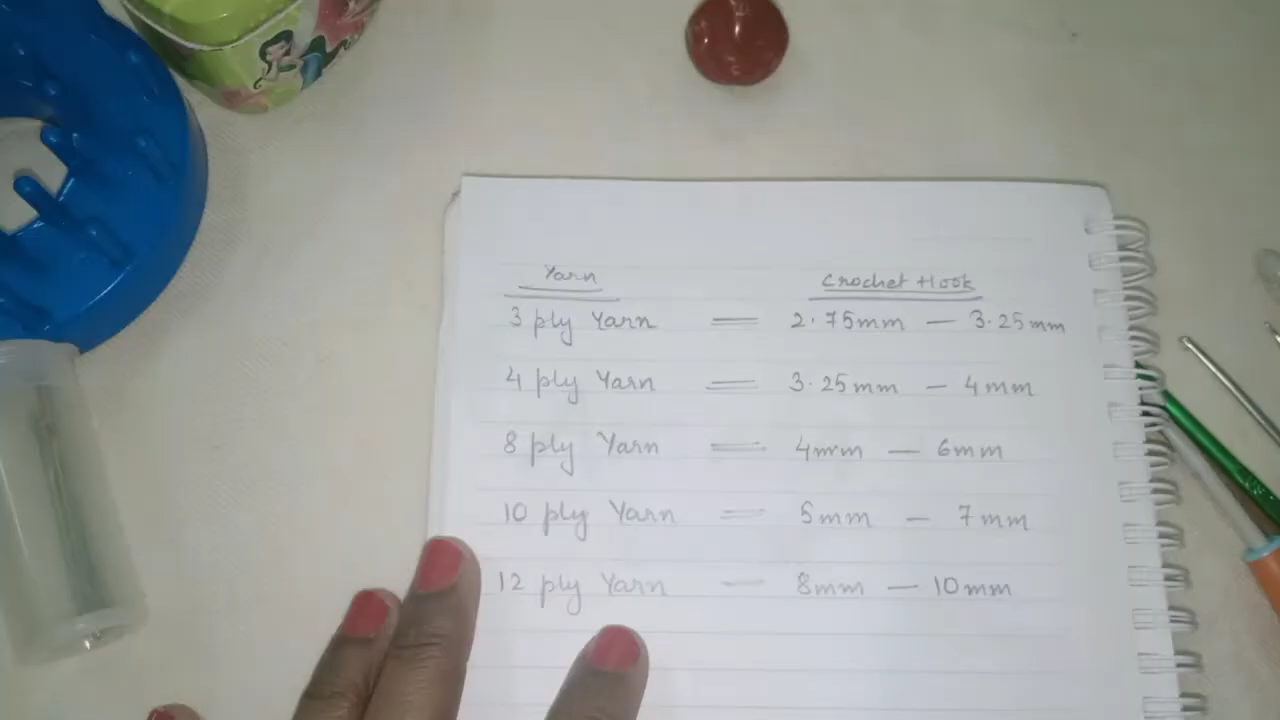 Yarn Crochet Hook
3 ply Yarn = 2.75mm - 3.25mm
4 ply Yarn = 3.25mm - 4mm
8 ply Yarn = 4mm - 6mm
10 ply Yarn = 5mm - 7mm
12 ply Yarn - 8mm - 10mm